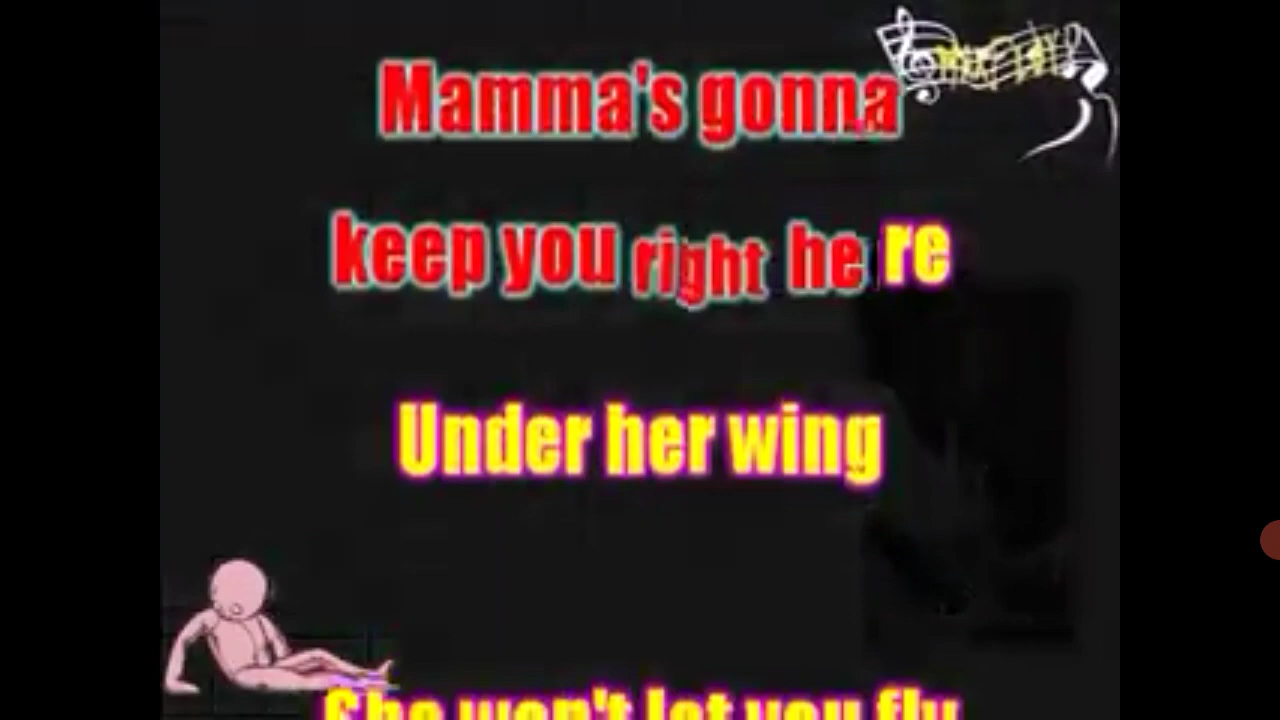 Mamma's gonna
keep you right he re
Under her wing
She won't let you fly